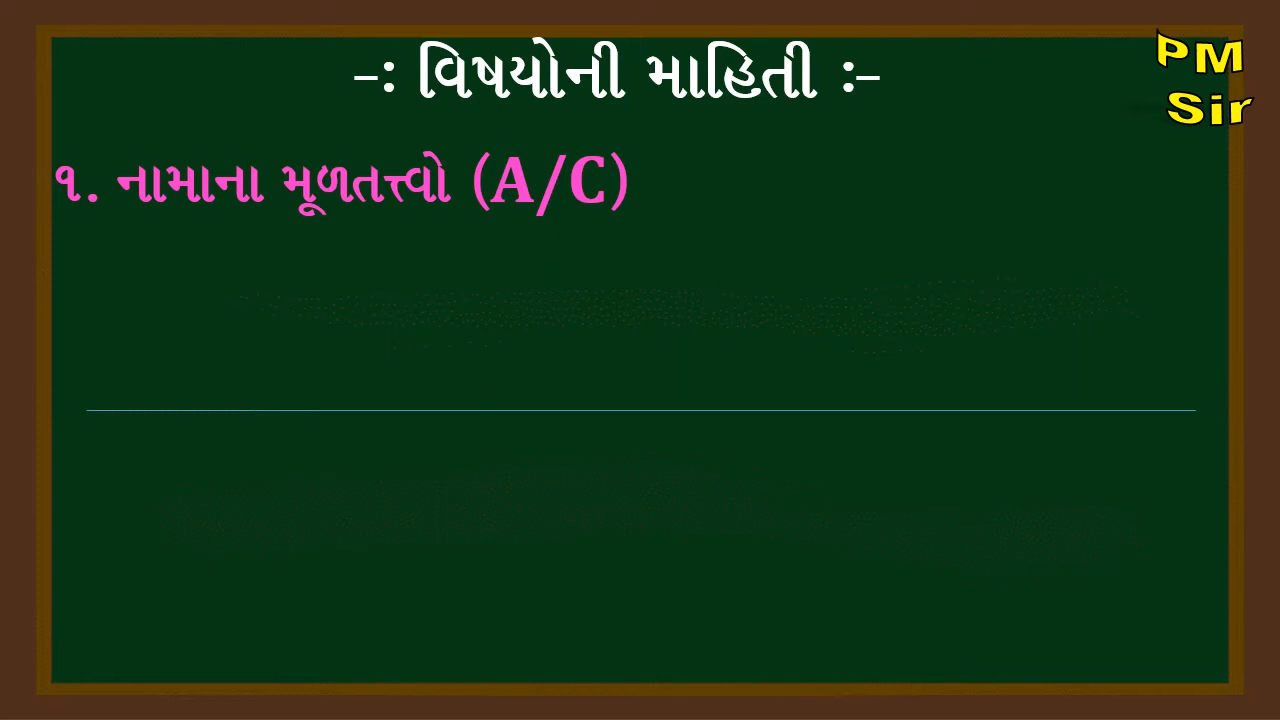 -: વિષયોની માહિતી :-
PM
Sir
૧. નામાના મૂળતત્ત્વો (A/C)